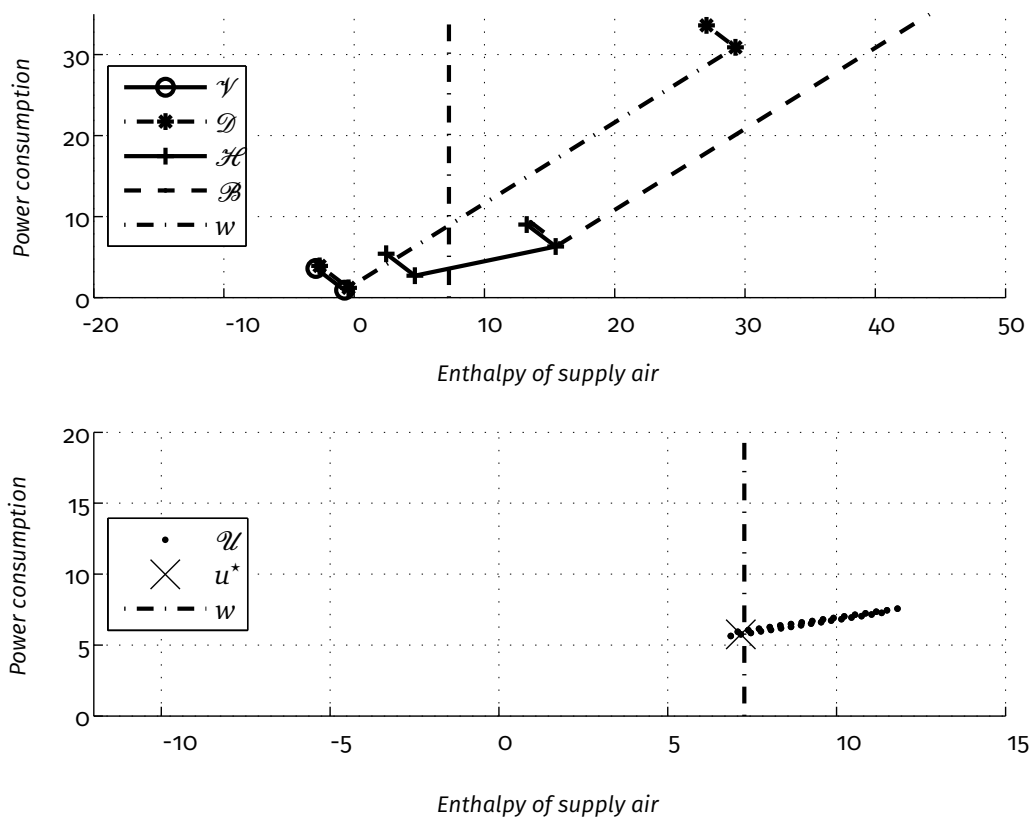 Power consumption
30
20
10
0
𝒱
𝒟
ℋ
ℬ
w
-20 -10 0 10 20 30 40 50
Enthalpy of supply air
Power consumption
20
15
10
5
0
𝒰
u*
w
-10 -5 0 5 10 15
Enthalpy of supply air